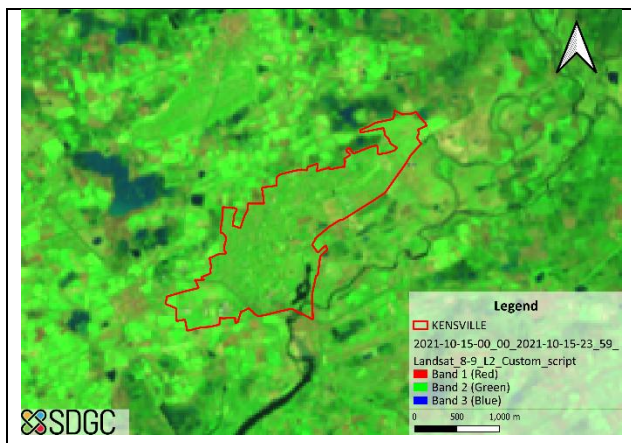 Legend
KENSVILLE
2021-10-15-00_00_2021-10-15-23_59_
Landsat_8-9_L2_Custom_script
Band 1 (Red)
Band 2 (Green)
Band 3 (Blue)
0 500 1,000 m
SDGC